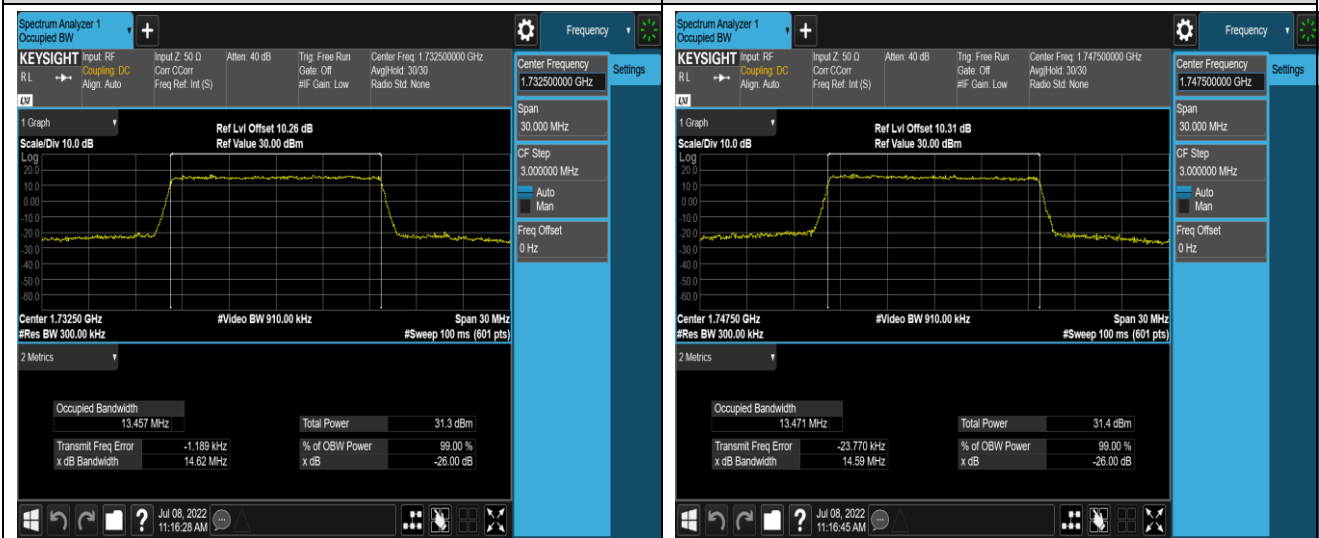 Spectrum Analyzer 1
Occupied BW
+
Frequency
KEYSIGHT Input: RF Input Z: 50 Ω Atten: 40 dB Trig: Free Run Center Freq: 1.732500000 GHz
RL Coupling: DC Corr CCorr Gate: Off Avg|Hold: 30/30
Align: Auto Freq Ref: Int (S) #IF Gain: Low Radio Std: None
LXI
Center Frequency
1.732500000 GHz
Settings
Span
30.000 MHz
CF Step
3.000000 MHz
Auto
Man
Freq Offset
0 Hz
1 Graph
Ref Lvl Offset 10.26 dB
Scale/Div 10.0 dB Ref Value 30.00 dBm
Log
20.0
10.0
0.00
-10.0
-20.0
-30.0
-40.0
-50.0
-60.0
Center 1.73250 GHz #Video BW 910.00 kHz Span 30 MHz
#Res BW 300.00 kHz #Sweep 100 ms (601 pts)
2 Metrics
Occupied Bandwidth
13.457 MHz Total Power 31.3 dBm
Transmit Freq Error -1.189 kHz % of OBW Power 99.00 %
x dB Bandwidth 14.62 MHz x dB -26.00 dB
? Jul 08, 2022
11:16:28 AM
Spectrum Analyzer 1
Occupied BW
+
Frequency
KEYSIGHT Input: RF Input Z: 50 Ω Atten: 40 dB Trig: Free Run Center Freq: 1.747500000 GHz
RL Coupling: DC Corr CCorr Gate: Off Avg|Hold: 30/30
Align: Auto Freq Ref: Int (S) #IF Gain: Low Radio Std: None
LXI
Center Frequency
1.747500000 GHz
Settings
Span
30.000 MHz
CF Step
3.000000 MHz
Auto
Man
Freq Offset
0 Hz
1 Graph
Ref Lvl Offset 10.31 dB
Scale/Div 10.0 dB Ref Value 30.00 dBm
Log
20.0
10.0
0.00
-10.0
-20.0
-30.0
-40.0
-50.0
-60.0
Center 1.74750 GHz #Video BW 910.00 kHz Span 30 MHz
#Res BW 300.00 kHz #Sweep 100 ms (601 pts)
2 Metrics
Occupied Bandwidth
13.471 MHz Total Power 31.4 dBm
Transmit Freq Error -23.770 kHz % of OBW Power 99.00 %
x dB Bandwidth 14.59 MHz x dB -26.00 dB
? Jul 08, 2022
11:16:45 AM